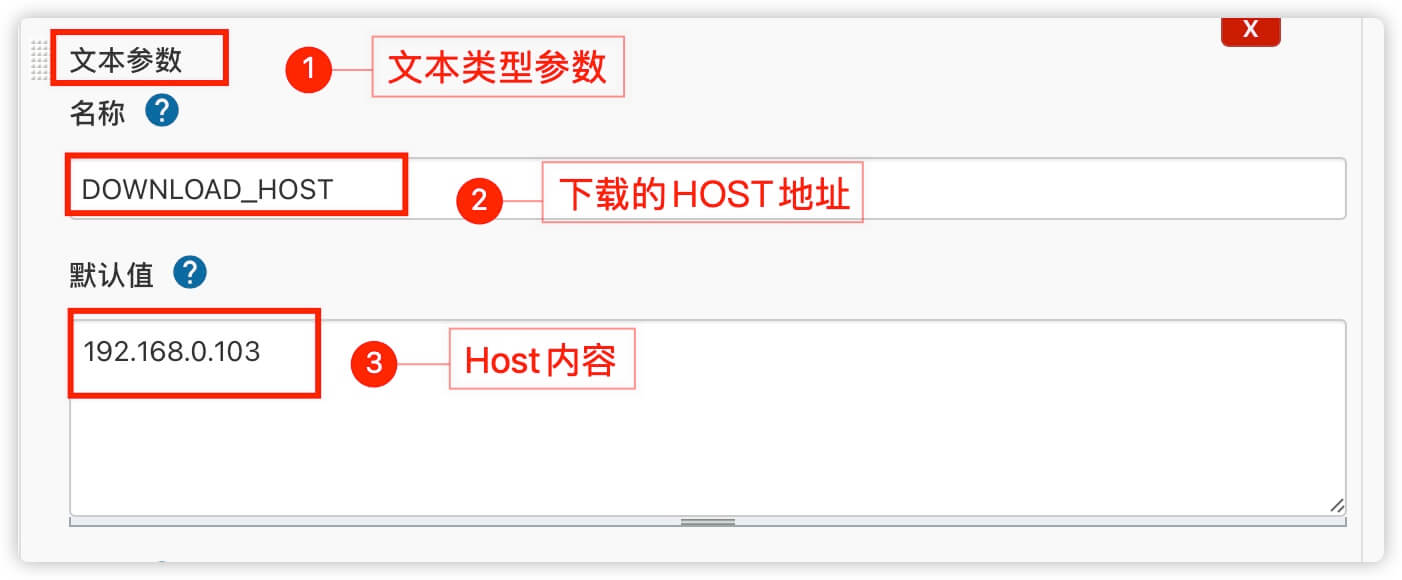 X
文本参数
1
文本类型参数
名称 ?
DOWNLOAD_HOST
2
下载的HOST地址
默认值 ?
192.168.0.103
3
Host内容